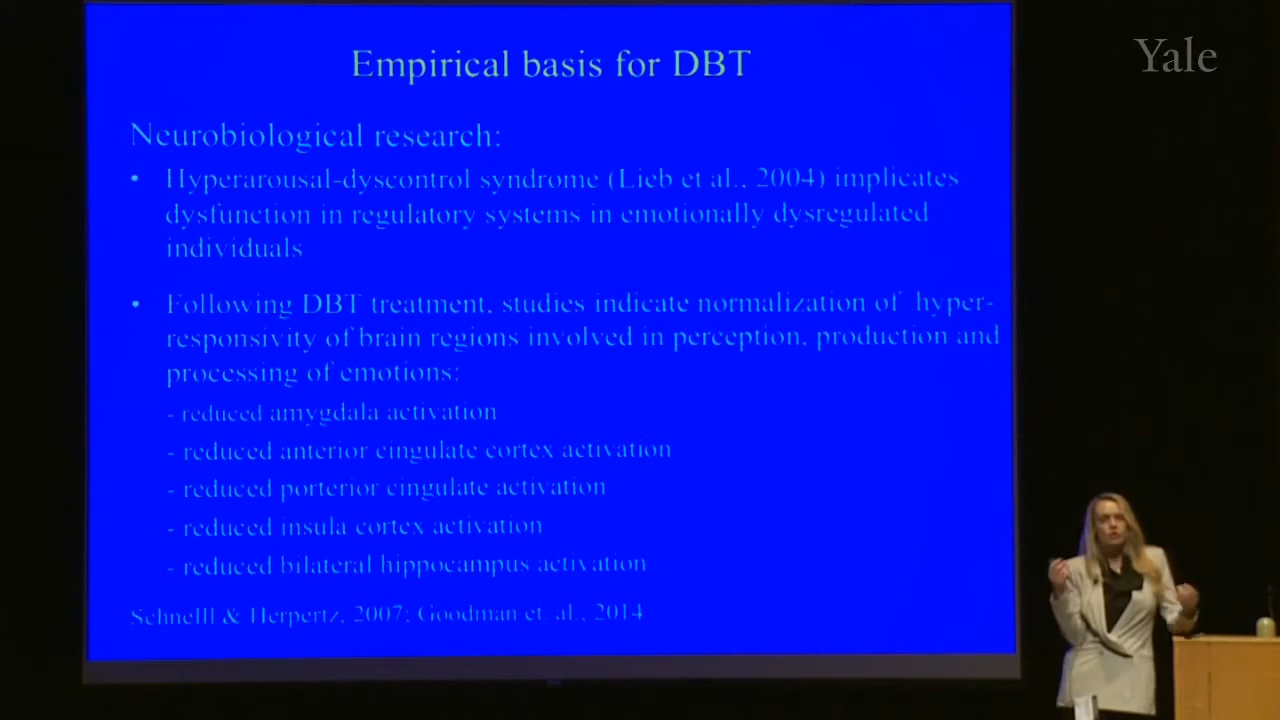 Empirical basis for DBT
Yale
Neurobiological research:
• Hyperarousal-dyscontrol syndrome (Lieb et al., 2004) implicates
dysfunction in regulatory systems in emotionally dysregulated
individuals
• Following DBT treatment, studies indicate normalization of hyper-
responsivity of brain regions involved in perception, production and
processing of emotions:
- reduced amygdala activation
- reduced anterior cingulate cortex activation
- reduced porterior cingulate activation
- reduced insula cortex activation
- reduced bilateral hippocampus activation
Schnelll & Herpertz, 2007; Goodman et. al., 2014